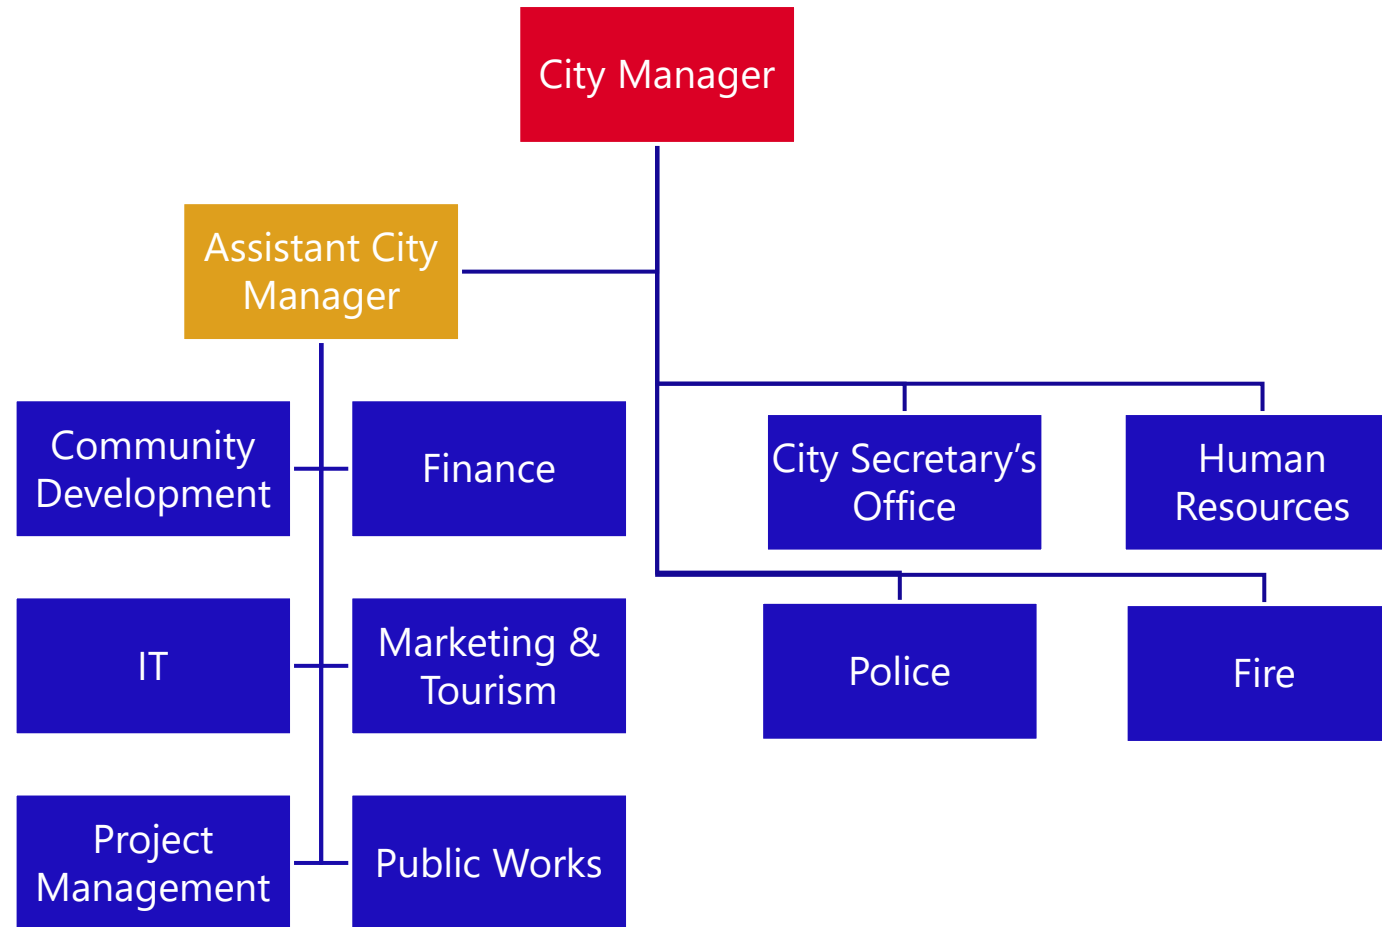 City Manager
Assistant City
Manager
Community
Development
Finance
City Secretary’s
Office
Human
Resources
IT
Marketing &
Tourism
Police
Fire
Project
Management
Public Works